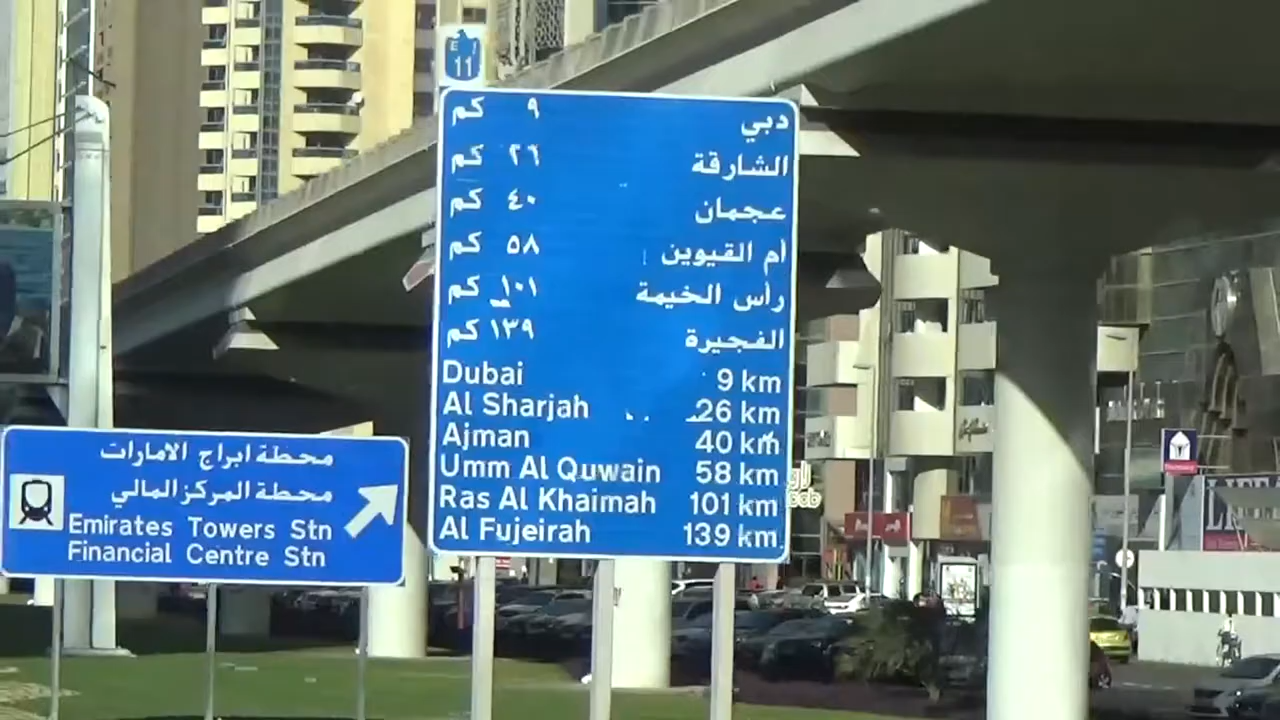 E 11
دبي ٩ كم
الشارقة ٢٦ كم
عجمان ٤٠ كم
أم القيوين ٥٨ كم
رأس الخيمة ١٠١ كم
الفجيرة ١٣٩ كم
Dubai 9 km
Al Sharjah 26 km
Ajman 40 km
Umm Al Quwain 58 km
Ras Al Khaimah 101 km
Al Fujeirah 139 km
محطة ابراج الامارات
محطة المركز المالي
Emirates Towers Stn
Financial Centre Stn